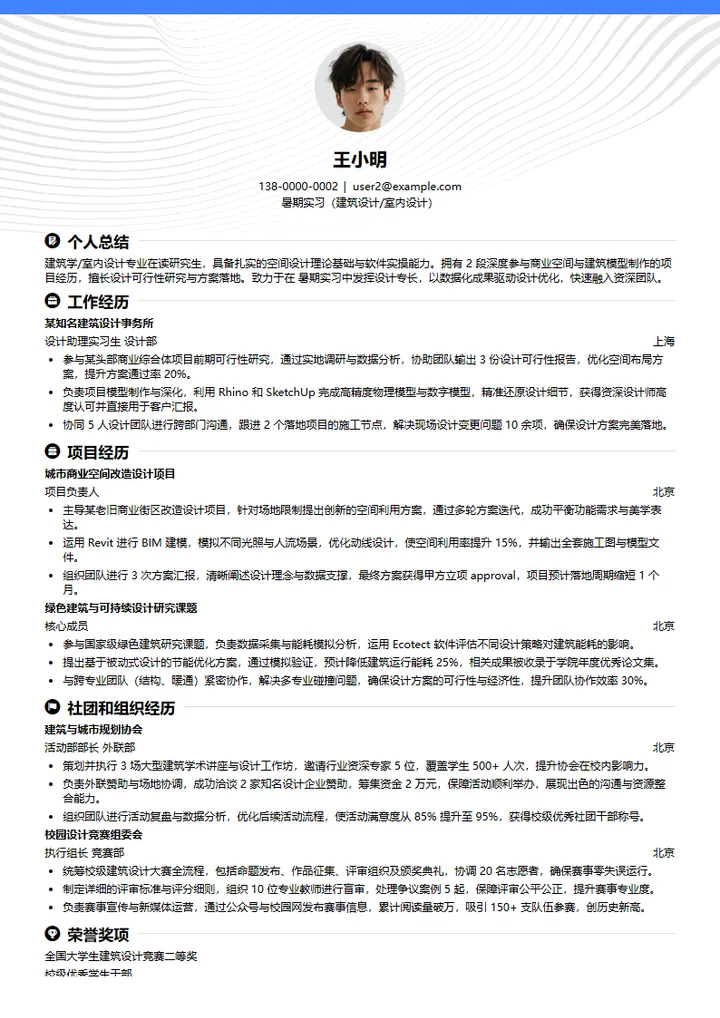 王小明
138-0000-0002 | user2@example.com
暑期实习（建筑设计/室内设计）
个人总结
建筑学/室内设计专业在读研究生，具备扎实的空间设计理论基础与软件实操能力。拥有 2 段深度参与商业空间与建筑模型制作的项
目经历，擅长设计可行性研究与方案落地。致力于在 暑期实习中发挥设计专长，以数据化成果驱动设计优化，快速融入资深团队。
工作经历
某知名建筑设计事务所
设计助理实习生 设计部 上海
• 参与某头部商业综合体项目前期可行性研究，通过实地调研与数据分析，协助团队输出 3 份设计可行性报告，优化空间布局方
案，提升方案通过率 20%。
• 负责项目模型制作与深化，利用 Rhino 和 SketchUp 完成高精度物理模型与数字模型，精准还原设计细节，获得资深设计师高
度认可并直接用于客户汇报。
• 协同 5 人设计团队进行跨部门沟通，跟进 2 个落地项目的施工节点，解决现场设计变更问题 10 余项，确保设计方案完美落地。
项目经历
城市商业空间改造设计项目
项目负责人 北京
• 主导某老旧商业街区改造设计项目，针对场地限制提出创新的空间利用方案，通过多轮方案迭代，成功平衡功能需求与美学表
达。
• 运用 Revit 进行 BIM 建模，模拟不同光照与人流场景，优化动线设计，使空间利用率提升 15%，并输出全套施工图与模型文
件。
• 组织团队进行 3 次方案汇报，清晰阐述设计理念与数据支撑，最终方案获得甲方立项 approval，项目预计落地周期缩短 1 个
月。
绿色建筑与可持续设计研究课题
核心成员 北京
• 参与国家级绿色建筑研究课题，负责数据采集与能耗模拟分析，运用 Ecotect 软件评估不同设计策略对建筑能耗的影响。
• 提出基于被动式设计的节能优化方案，通过模拟验证，预计降低建筑运行能耗 25%，相关成果被收录于学院年度优秀论文集。
• 与跨专业团队（结构、暖通）紧密协作，解决多专业碰撞问题，确保设计方案的可行性与经济性，提升团队协作效率 30%。
社团和组织经历
建筑与城市规划协会
活动部部长 外联部 北京
• 策划并执行 3 场大型建筑学术讲座与设计工作坊，邀请行业资深专家 5 位，覆盖学生 500+ 人次，提升协会在校内影响力。
• 负责外联赞助与场地协调，成功洽谈 2 家知名设计企业赞助，筹集资金 2 万元，保障活动顺利举办，展现出色的沟通与资源整
合能力。
• 组织团队进行活动复盘与数据分析，优化后续活动流程，使活动满意度从 85% 提升至 95%，获得校级优秀社团干部称号。
校园设计竞赛组委会
执行组长 竞赛部 北京
• 统筹校级建筑设计大赛全流程，包括命题发布、作品征集、评审组织及颁奖典礼，协调 20 名志愿者，确保赛事零失误运行。
• 制定详细的评审标准与评分细则，组织 10 位专业教师进行盲审，处理争议案例 5 起，保障评审公平公正，提升赛事专业度。
• 负责赛事宣传与新媒体运营，通过公众号与校园网发布赛事信息，累计阅读量破万，吸引 150+ 支队伍参赛，创历史新高。
荣誉奖项
全国大学生建筑设计竞赛二等奖
校级优秀学生干部